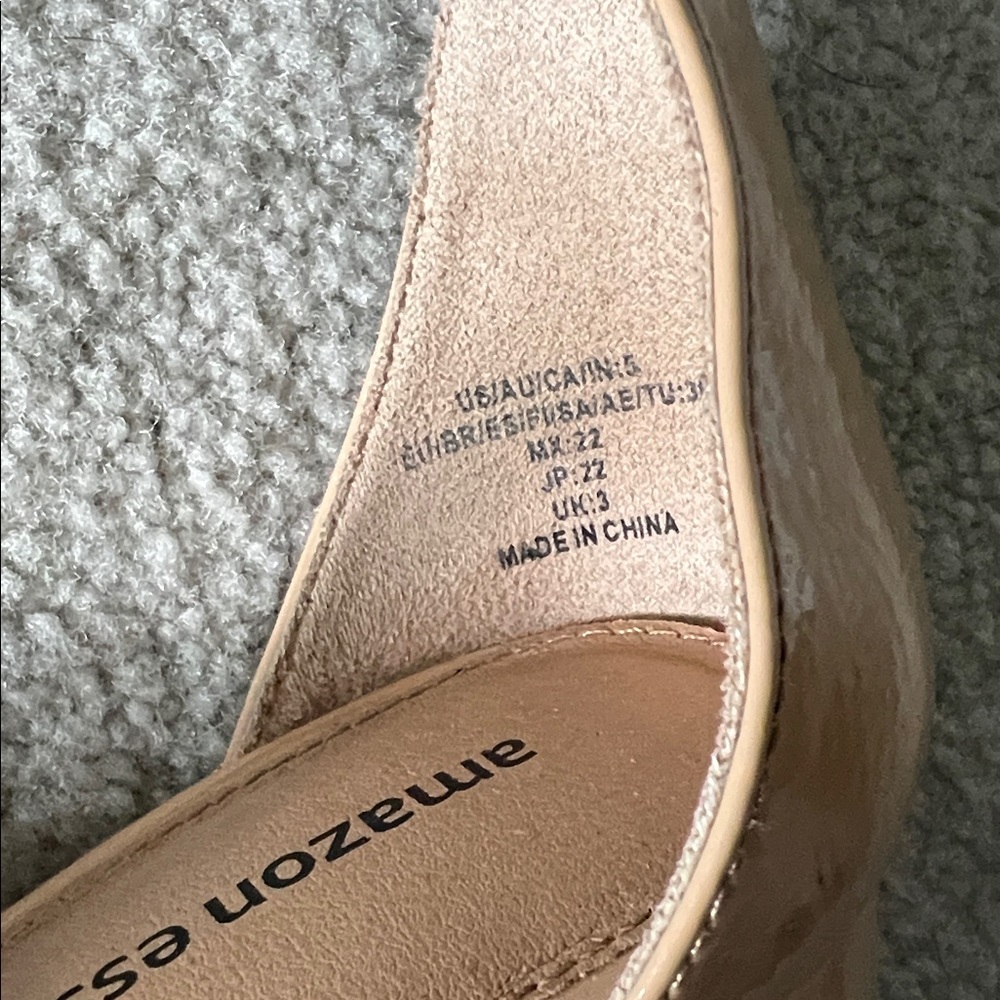 US/AU/CA/IN:5
EU/BR/ES/FI/SA/AE/TU:3
MX:22
JP:22
UK:3
MADE IN CHINA
amazon es